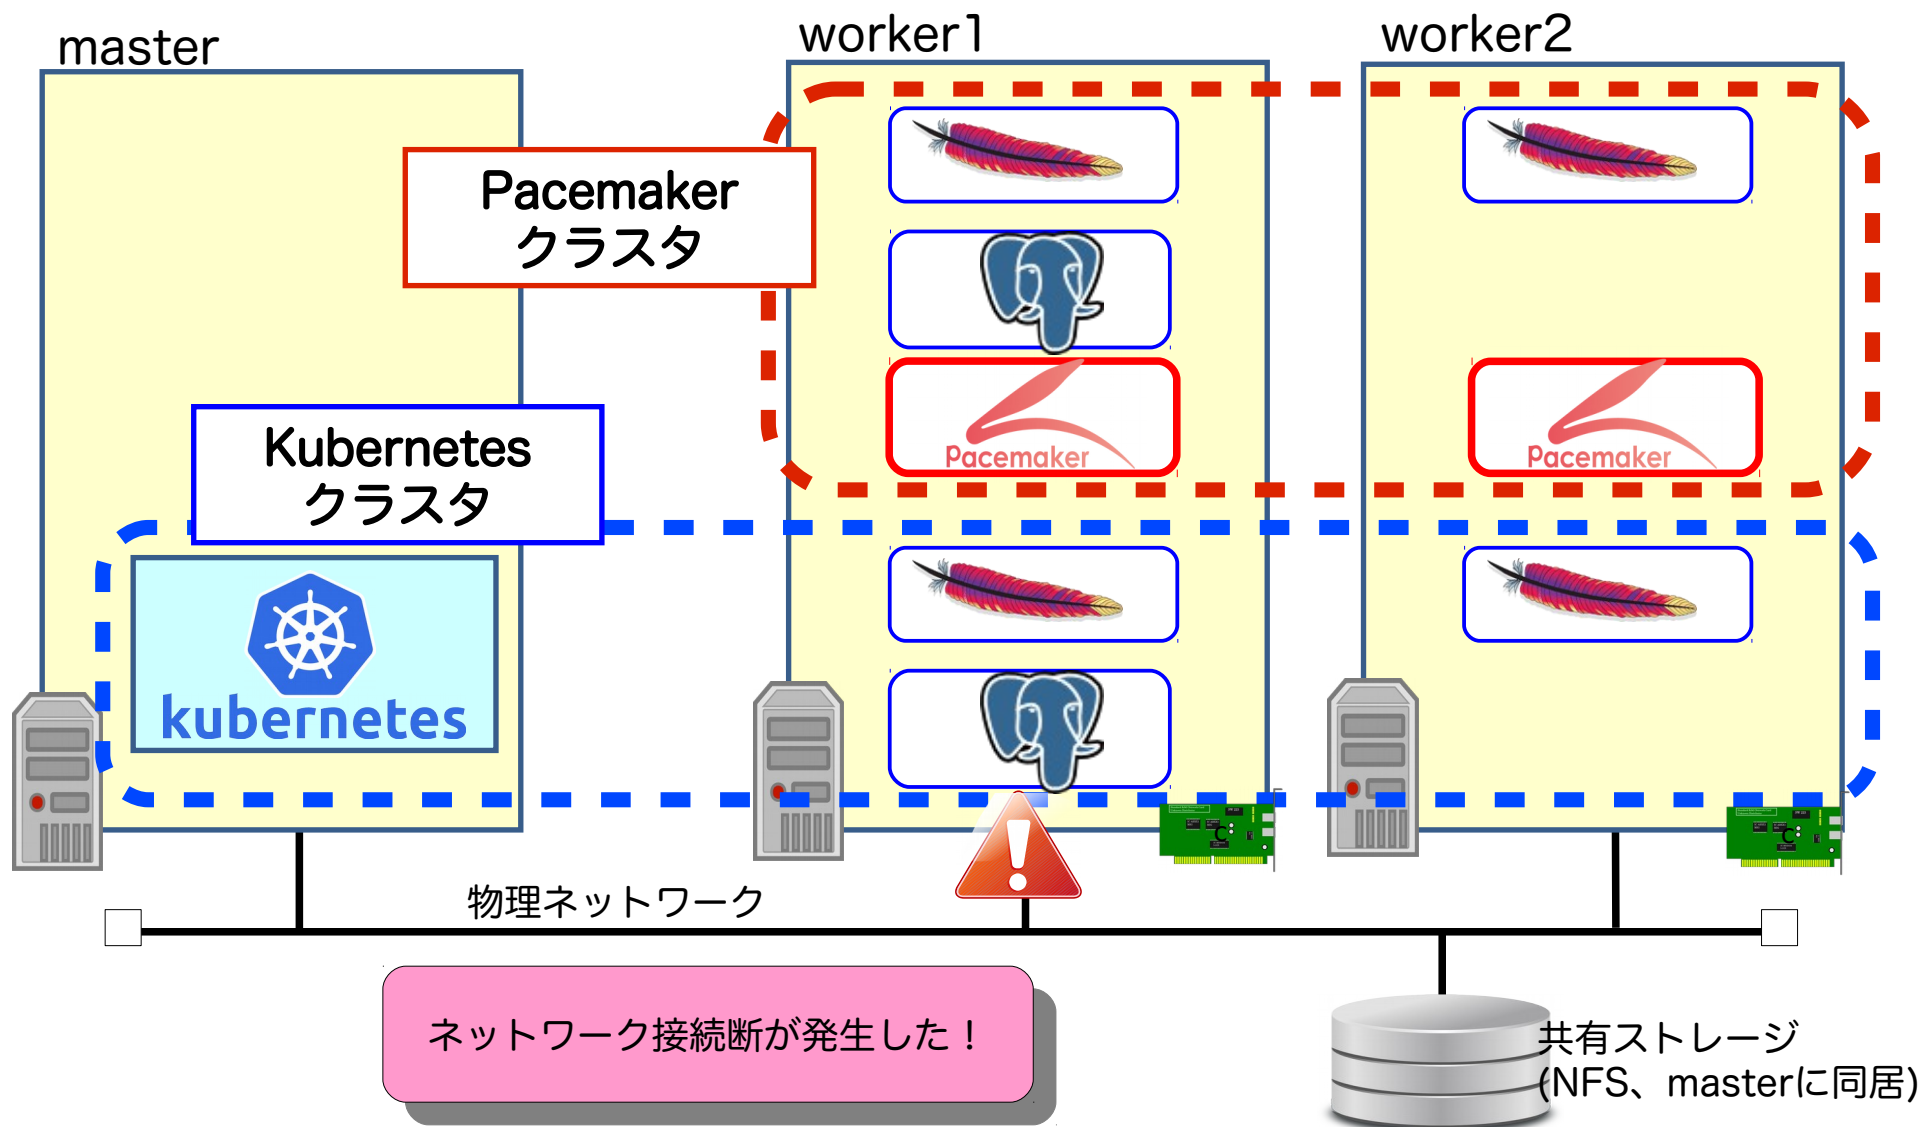 master
worker1
worker2
Pacemaker
クラスタ
Pacemaker
Pacemaker
Kubernetes
クラスタ
kubernetes
C
C
物理ネットワーク
ネットワーク接続断が発生した！
共有ストレージ
(NFS、masterに同居)